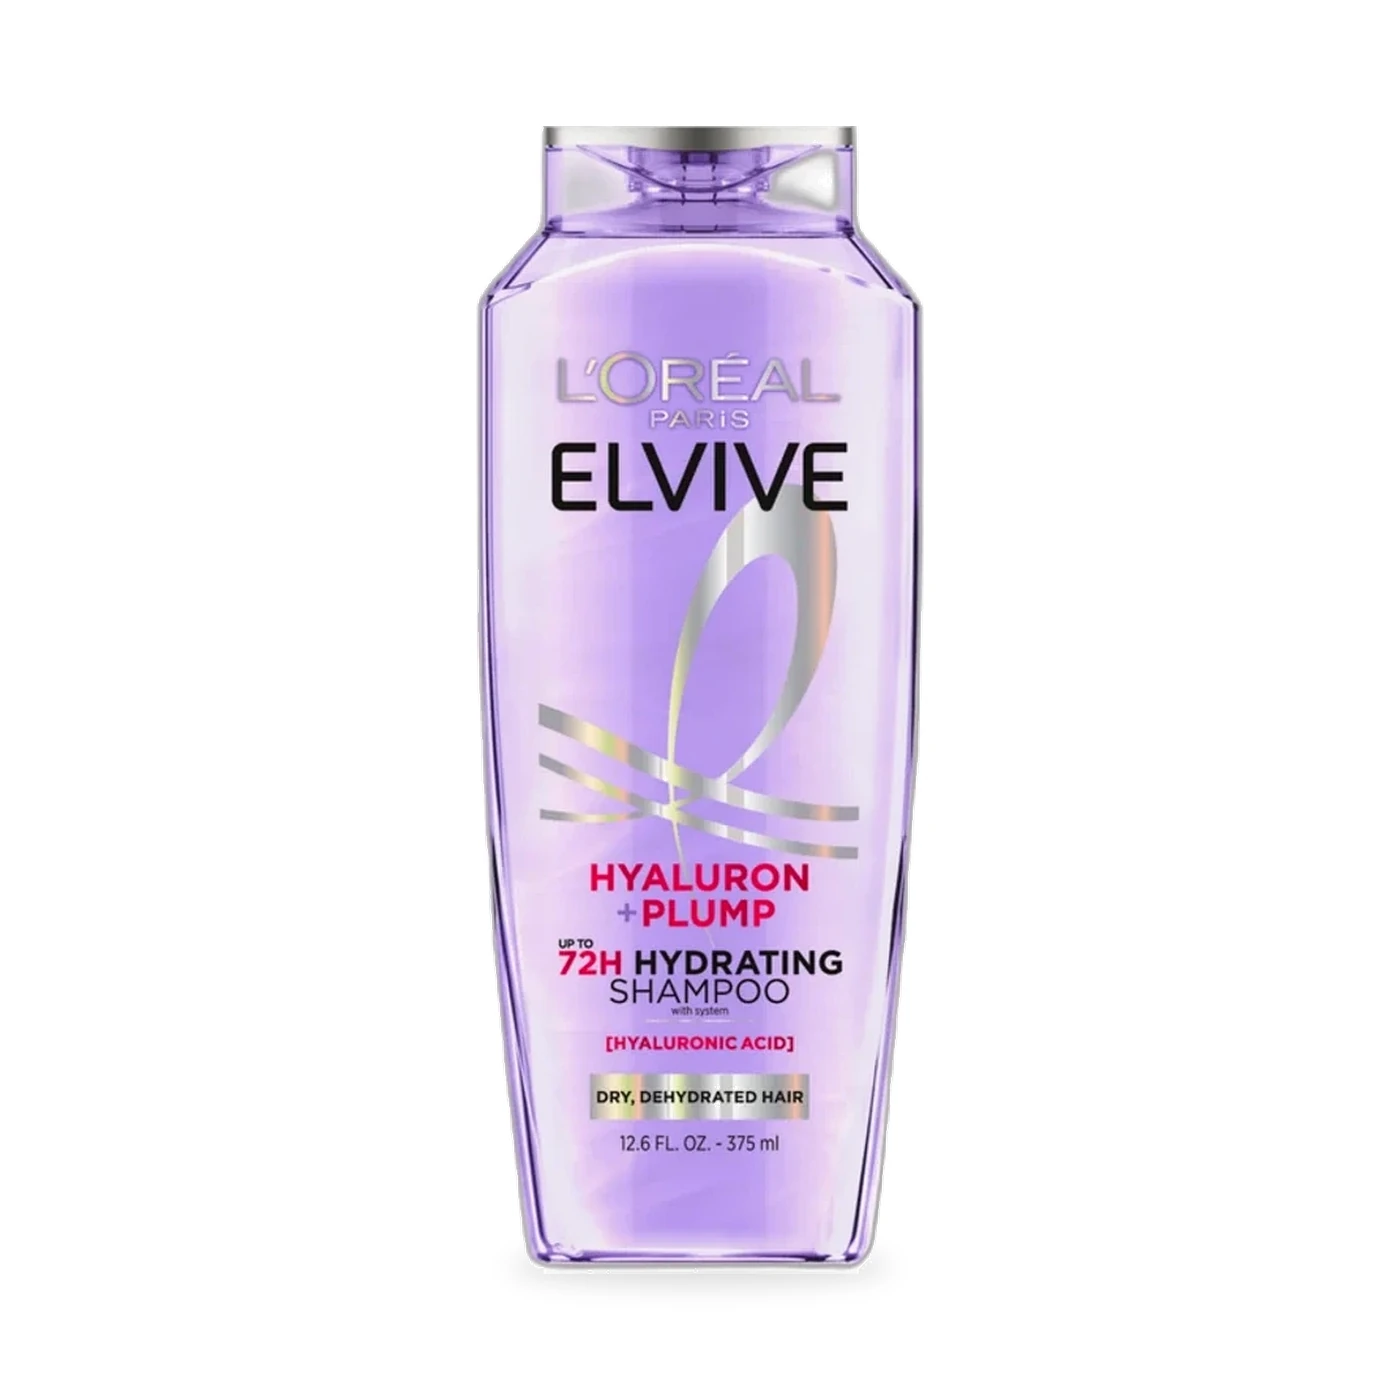 L'ORÉAL
PARiS
ELVIVE
HYALURON
+PLUMP
UP TO
72H HYDRATING
SHAMPOO
with system
[HYALURONIC ACID]
DRY, DEHYDRATED HAIR
12.6 FL. OZ. - 375 ml